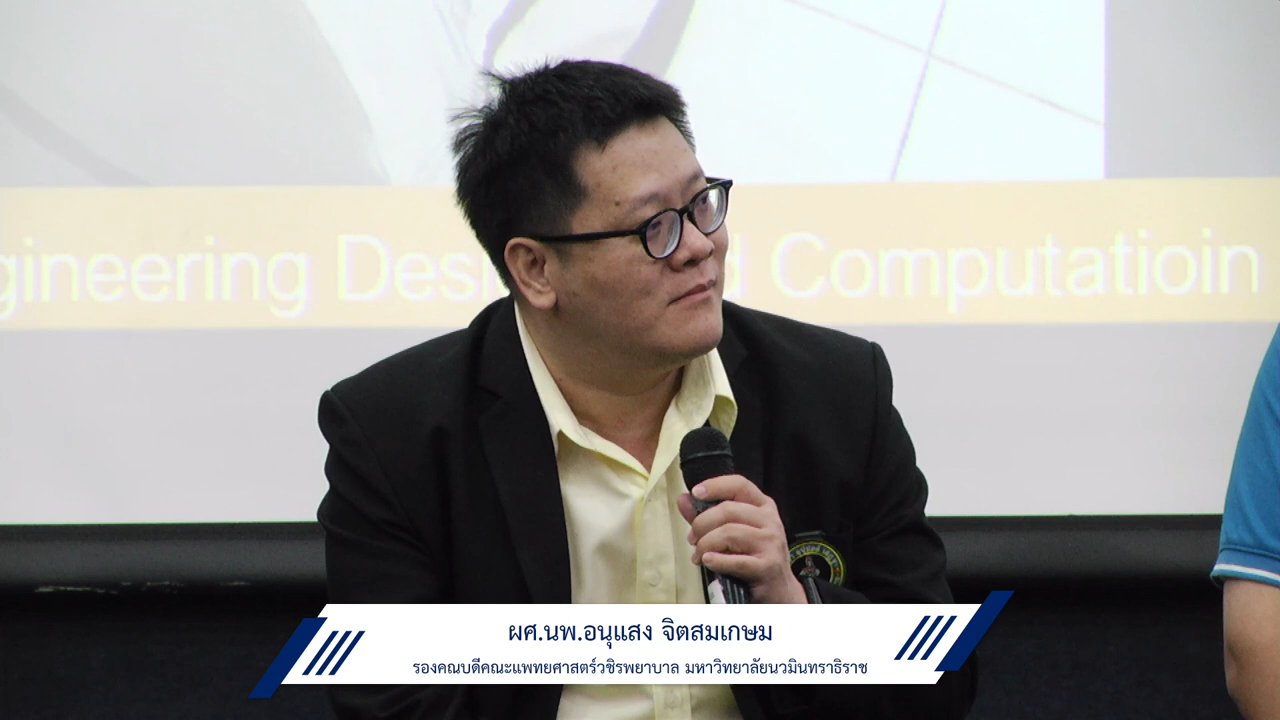 gineering Desi d Computatioin
ผศ.นพ.อนุแสง จิตสมเกษม
รองคณบดีคณะแพทยศาสตร์วชิรพยาบาล มหาวิทยาลัยนวมินทราธิราช